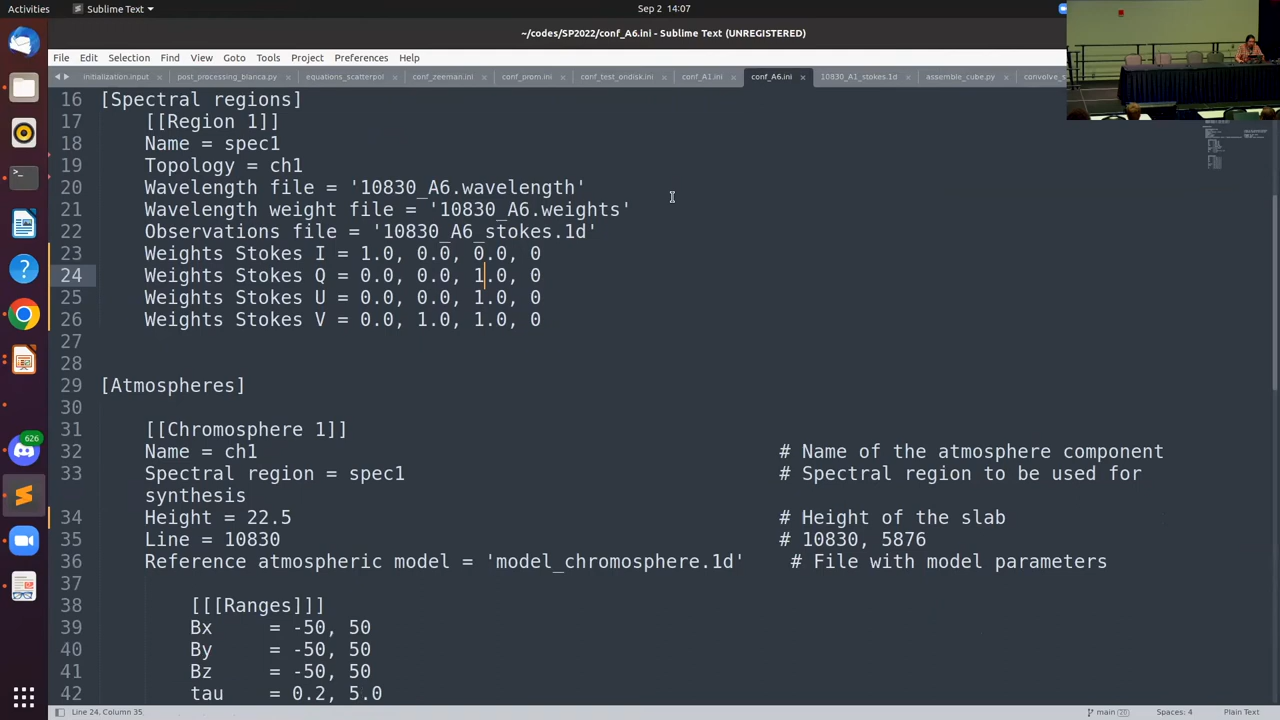 Activities
Sublime Text
Sep 2 14:07
~/codes/SP2022/conf_A6.ini - Sublime Text (UNREGISTERED)
File Edit Selection Find View Goto Tools Project Preferences Help
initialization.input × post_processing_bianca.py × equations_scatterpol × conf_zeeman.ini × conf_prom.ini × conf_test_ondisk.ini × conf_A1.ini × conf_A6.ini × 10830_A1_stokes.1d × assemble_cube.py × convolve_s
16 [Spectral regions]
17 [[Region 1]]
18 Name = spec1
19 Topology = ch1
20 Wavelength file = '10830_A6.wavelength'
21 Wavelength weight file = '10830_A6.weights'
22 Observations file = '10830_A6_stokes.1d'
23 Weights Stokes I = 1.0, 0.0, 0.0, 0
24 Weights Stokes Q = 0.0, 0.0, 1.0, 0
25 Weights Stokes U = 0.0, 0.0, 1.0, 0
26 Weights Stokes V = 0.0, 1.0, 1.0, 0
27
28
29 [Atmospheres]
30
31 [[Chromosphere 1]]
32 Name = ch1 # Name of the atmosphere component
33 Spectral region = spec1 # Spectral region to be used for
synthesis
34 Height = 22.5 # Height of the slab
35 Line = 10830 # 10830, 5876
36 Reference atmospheric model = 'model_chromosphere.1d' # File with model parameters
37
38 [[[Ranges]]]
39 Bx = -50, 50
40 By = -50, 50
41 Bz = -50, 50
42 tau = 0.2, 5.0
626
Line 24, Column 35
main 20
Spaces: 4
Plain Text